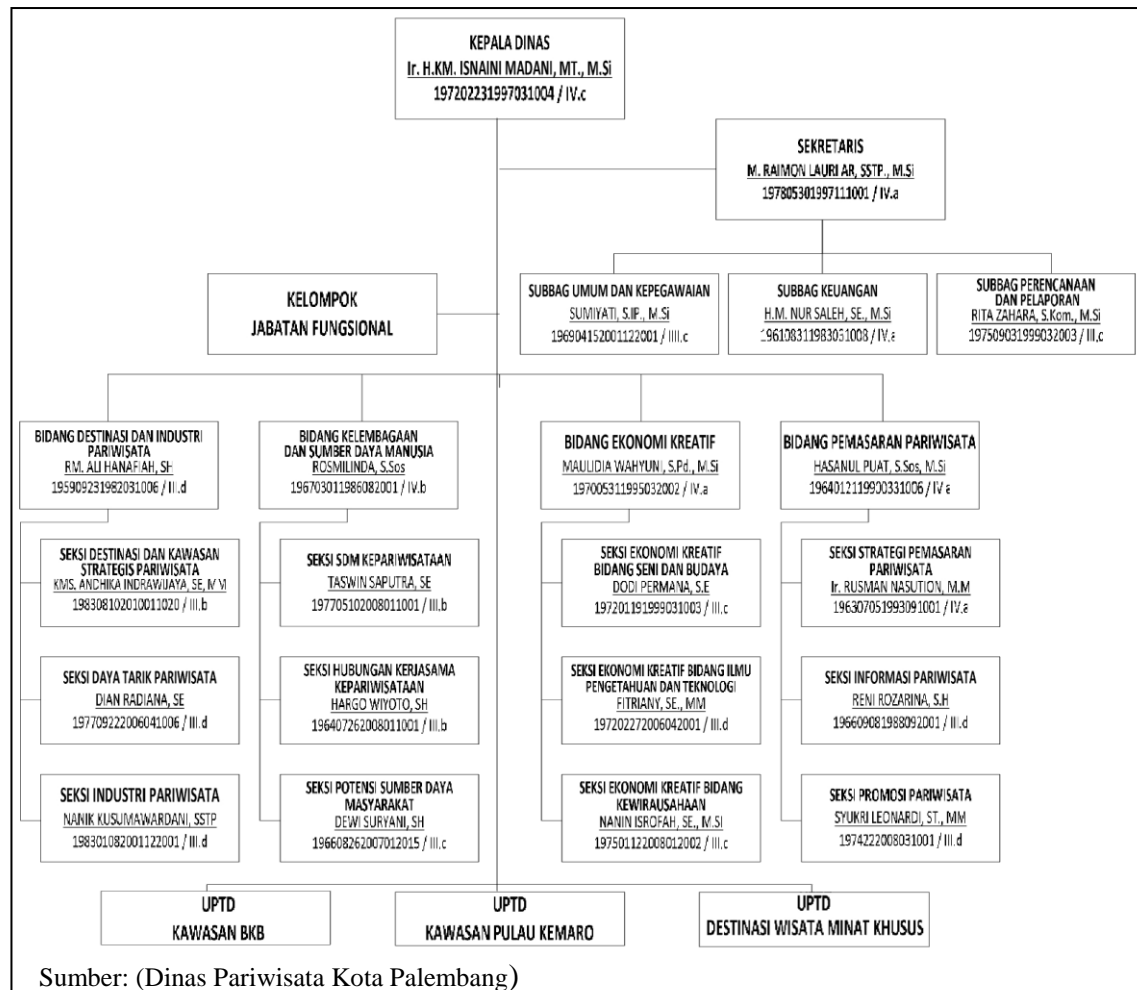 KEPALA DINAS
Ir. H.KM. ISNAINI MADANI, MT., M.Si
197202231997031004 / IV.c
SEKRETARIS
M. RAIMON LAURI AR, SSTP., M.Si
197805301997111001 / IV.a
KELOMPOK
JABATAN FUNGSIONAL
SUBBAG UMUM DAN KEPEGAWAIAN
SUMIYATI, S.IP., M.Si
196904152001122001 / IIII.c
SUBBAG KEUANGAN
H.M. NUR SALEH, SE., M.Si
196108311983031008 / IV.a
SUBBAG PERENCANAAN
DAN PELAPORAN
RITA ZAHARA, S.Kom., M.Si
197509031999032003 / III.c
BIDANG DESTINASI DAN INDUSTRI
PARIWISATA
RM. ALI HANAFIAH, SH
195909231982031006 / III.d
BIDANG KELEMBAGAAN
DAN SUMBER DAYA MANUSIA
ROSMILINDA, S.Sos
196703011986082001 / IV.b
BIDANG EKONOMI KREATIF
MAULIDIA WAHYUNI, S.Pd., M.Si
197005311995032002 / IV.a
BIDANG PEMASARAN PARIWISATA
HASANUL PUAT, S.Sos, M.Si
1964012119900331006 / IV.a
SEKSI DESTINASI DAN KAWASAN
STRATEGIS PARIWISATA
KMS. ANDHIKA INDRAWIJAYA, SE, MM
198308102010011020 / III.b
SEKSI SDM KEPARIWISATAAN
TASWIN SAPUTRA, SE
197705102008011001 / III.b
SEKSI EKONOMI KREATIF
BIDANG SENI DAN BUDAYA
DODI PERMANA, S.E
197201191999031003 / III.c
SEKSI STRATEGI PEMASARAN
PARIWISATA
Ir. RUSMAN NASUTION, M.M
196307051993091001 / IV.a
SEKSI DAYA TARIK PARIWISATA
DIAN RADIANA, SE
197709222006041006 / III.d
SEKSI HUBUNGAN KERJASAMA
KEPARIWISATAAN
HARGO WIYOTO, SH
196407262008011001 / III.b
SEKSI EKONOMI KREATIF BIDANG ILMU
PENGETAHUAN DAN TEKNOLOGI
FITRIANY, SE., MM
197202272006042001 / III.d
SEKSI INFORMASI PARIWISATA
RENI ROZARINA, S.H
196609081988092001 / III.d
SEKSI INDUSTRI PARIWISATA
NANIK KUSUMAWARDANI, SSTP
198301082001122001 / III.d
SEKSI POTENSI SUMBER DAYA
MASYARAKAT
DEWI SURYANI, SH
196608262007012015 / III.c
SEKSI EKONOMI KREATIF BIDANG
KEWIRAUSAHAAN
NANIN ISROFAH, SE., M.Si
197501122008012002 / III.c
SEKSI PROMOSI PARIWISATA
SYUKRI LEONARDI, ST., MM
1974222008031001 / III.d
UPTD
KAWASAN BKB
UPTD
KAWASAN PULAU KEMARO
UPTD
DESTINASI WISATA MINAT KHUSUS
Sumber: (Dinas Pariwisata Kota Palembang)